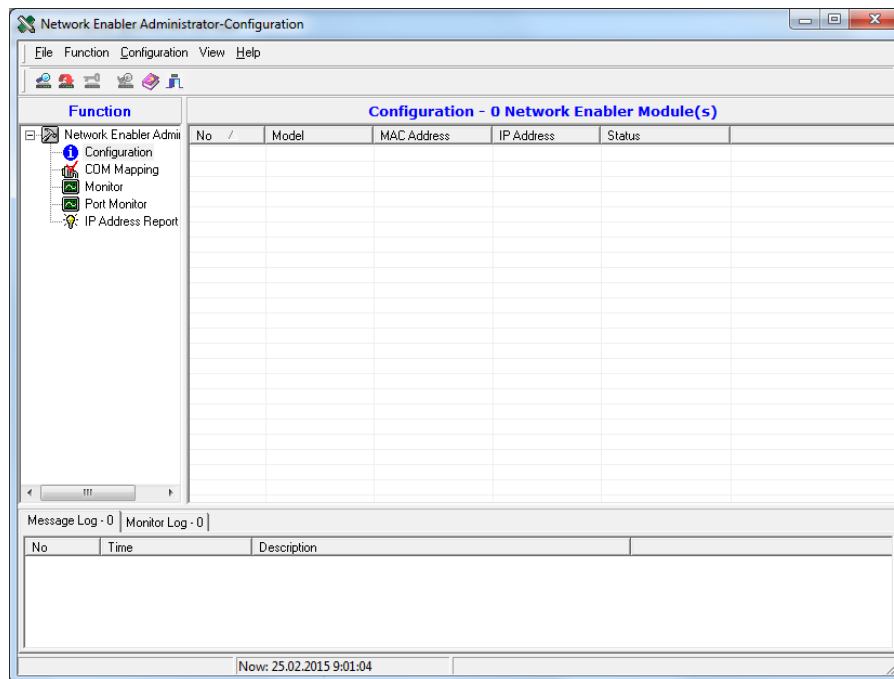 Network Enabler Administrator-Configuration
File Function Configuration View Help
Function
Configuration - 0 Network Enabler Module(s)
Network Enabler Admi
Configuration
COM Mapping
Monitor
Port Monitor
IP Address Report
No / Model MAC Address IP Address Status
Message Log - 0 Monitor Log - 0
No Time Description
Now: 25.02.2015 9:01:04